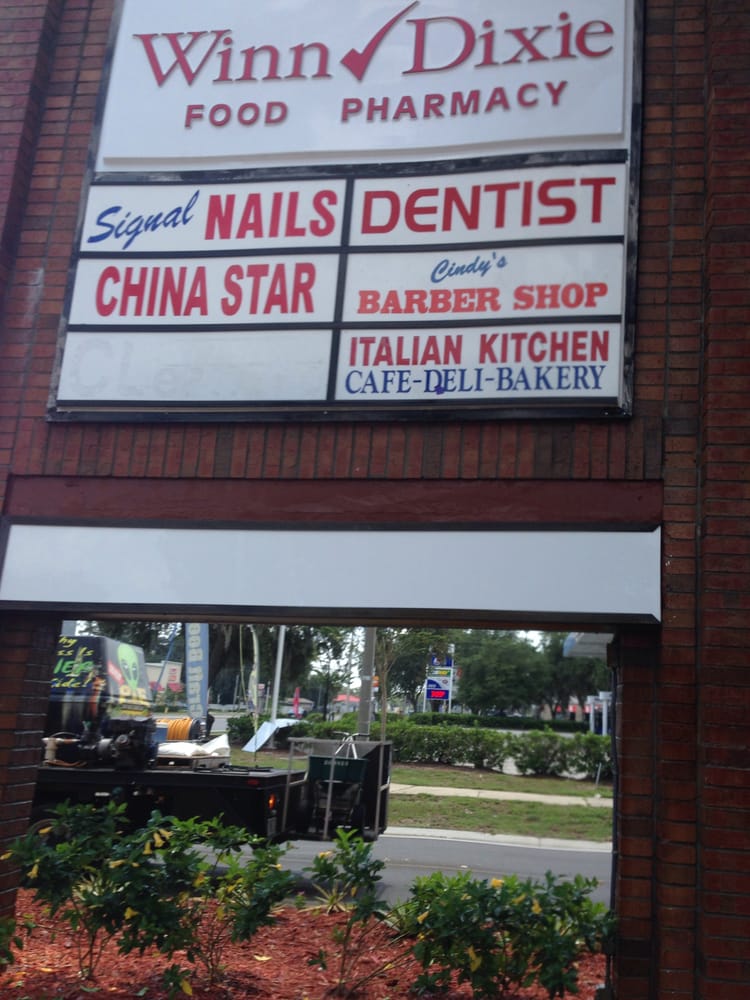 Winn Dixie
FOOD PHARMACY
Signal NAILS
DENTIST
CHINA STAR
Cindy's
BARBER SHOP
ITALIAN KITCHEN
CAFE-DELI-BAKERY